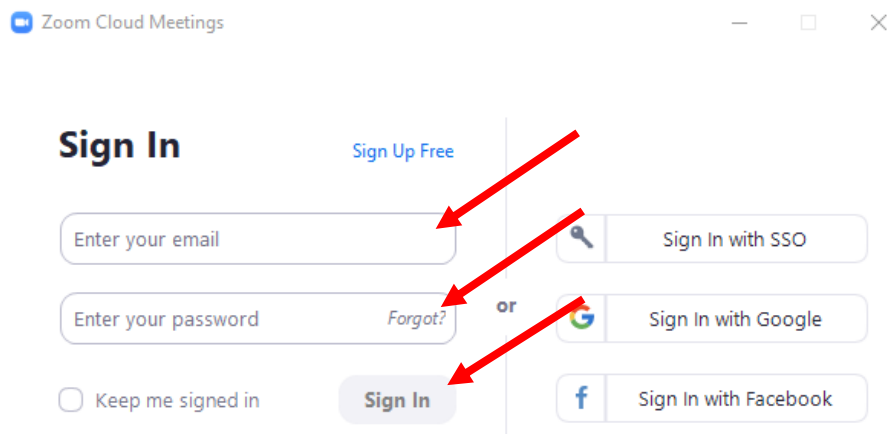 Zoom Cloud Meetings
Sign In
Sign Up Free
Enter your email
Enter your password
Forgot?
Keep me signed in
Sign In
or
Sign In with SSO
Sign In with Google
Sign In with Facebook